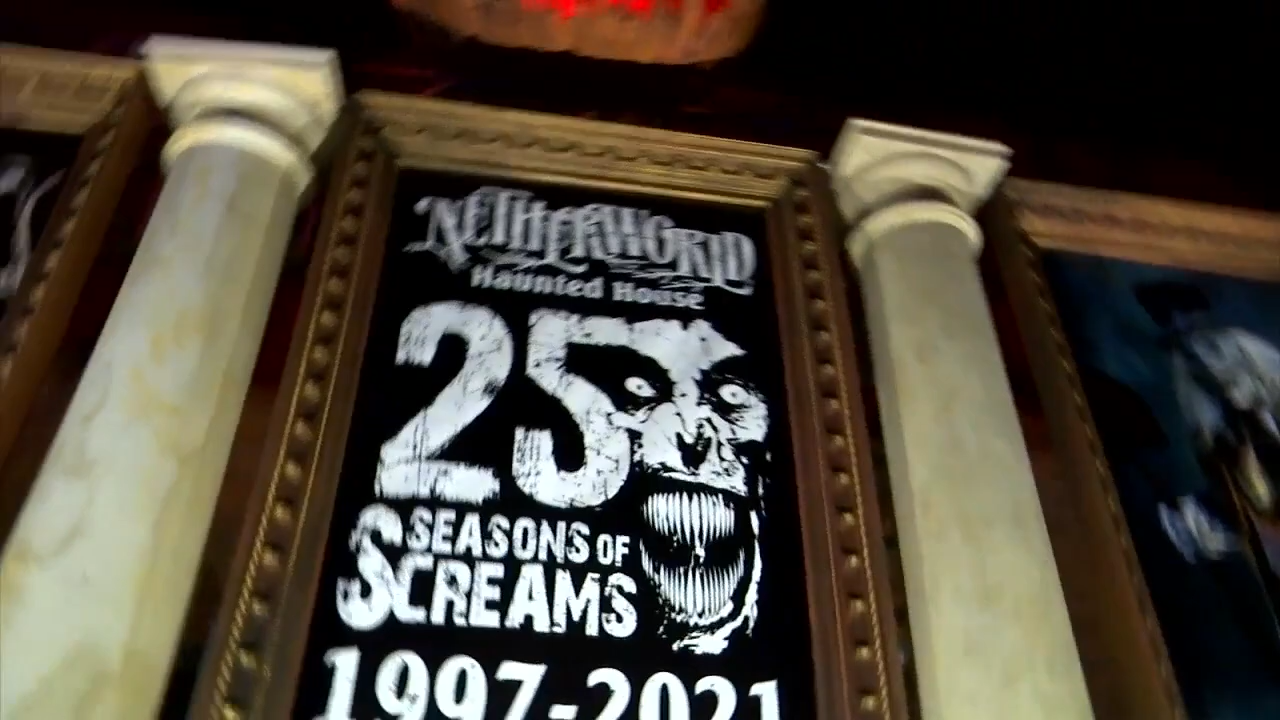 NETHERWORLD
Haunted House
25
SEASONS OF
SCREAMS
1997-2021